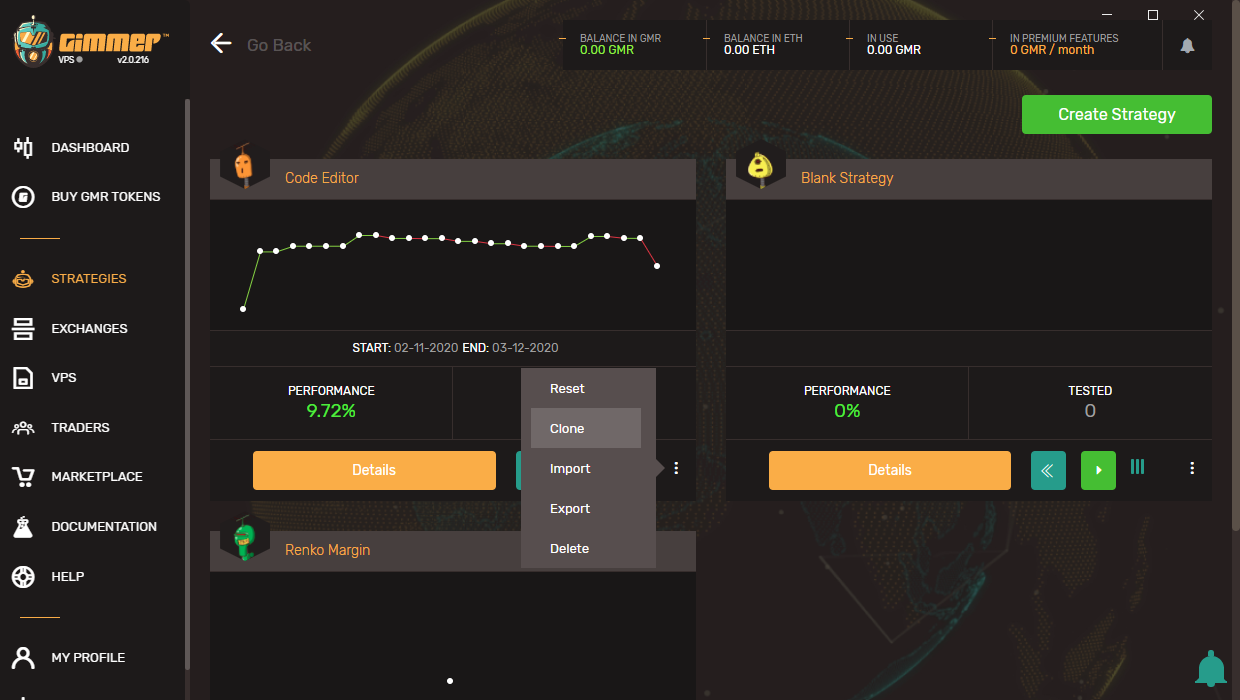 GIMMER™
VPS
v2.0.216
Go Back
BALANCE IN GMR
0.00 GMR
BALANCE IN ETH
0.00 ETH
IN USE
0.00 GMR
IN PREMIUM FEATURES
0 GMR / month
DASHBOARD
BUY GMR TOKENS
STRATEGIES
EXCHANGES
VPS
TRADERS
MARKETPLACE
DOCUMENTATION
HELP
MY PROFILE
Create Strategy
Code Editor
START: 02-11-2020 END: 03-12-2020
PERFORMANCE
9.72%
Details
Reset
Clone
Import
Export
Delete
Blank Strategy
PERFORMANCE
0%
TESTED
0
Details
Renko Margin